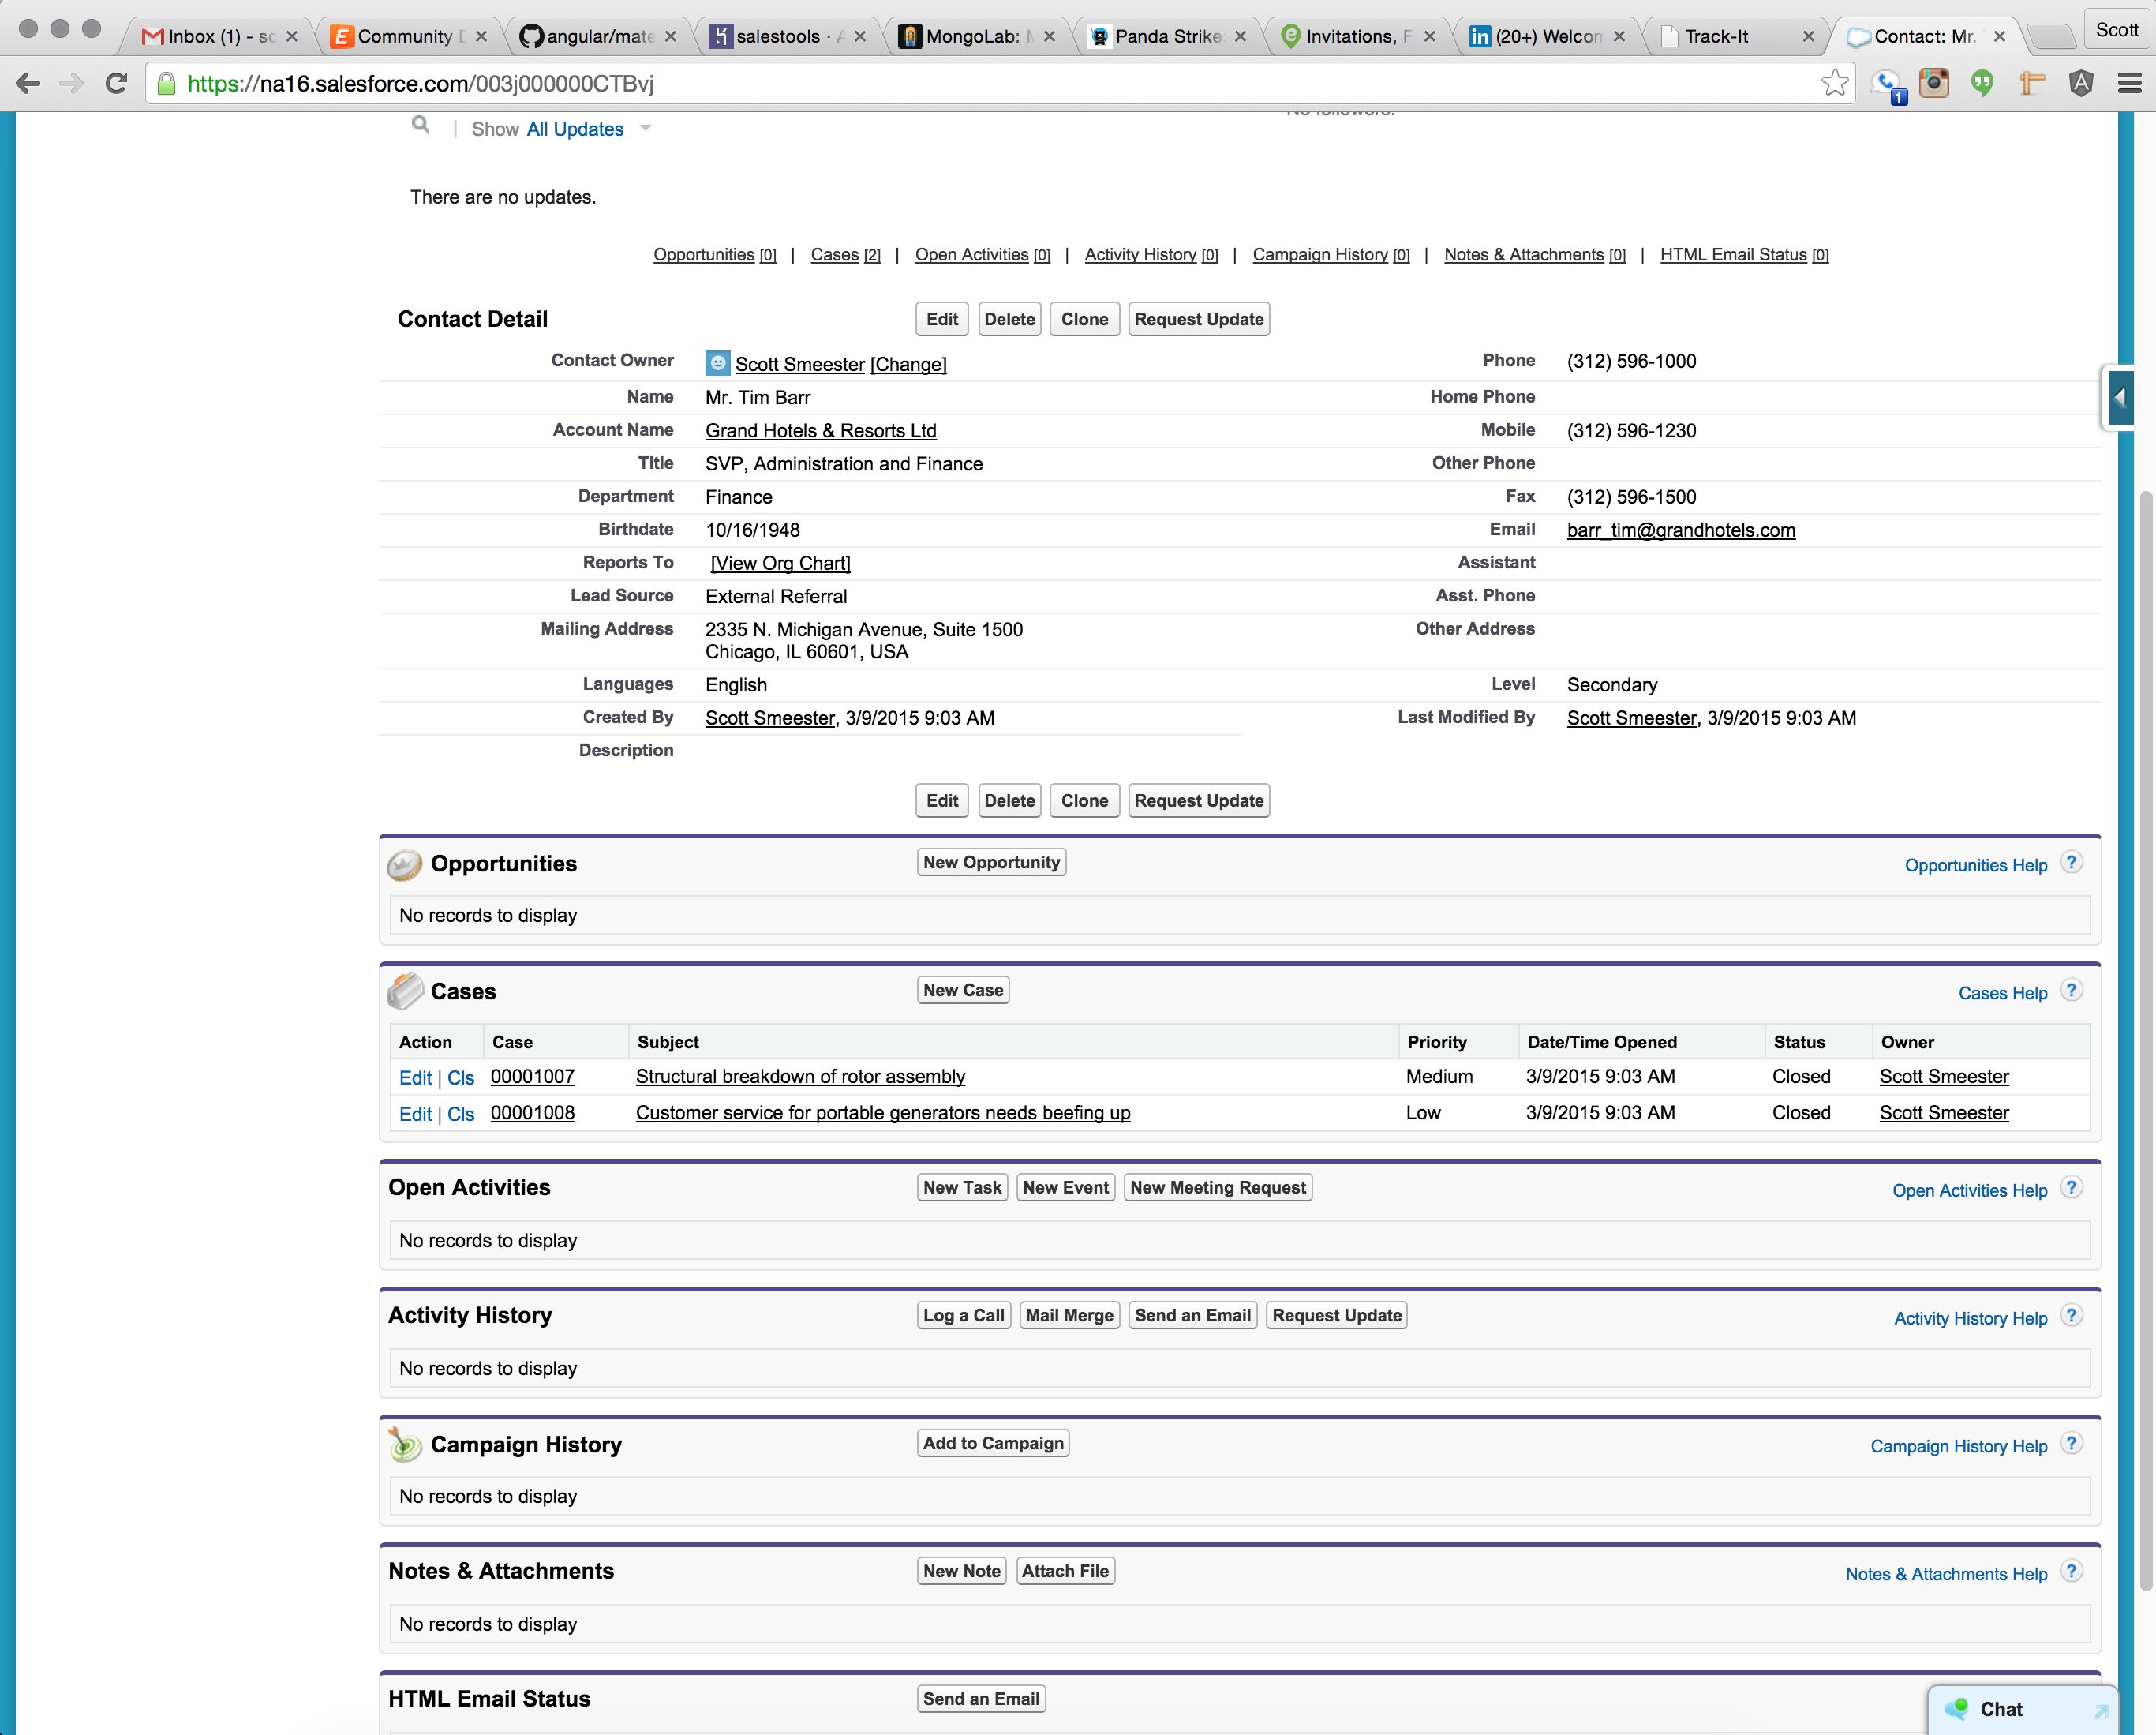 Inbox (1) - sc
Community D
angular/mate
salestools · A
MongoLab: M
Panda Strike:
Invitations, F
(20+) Welcom
Track-It
Contact: Mr.
Scott
https://na16.salesforce.com/003j000000CTBvj
1
Show All Updates
No followers.
There are no updates.
Opportunities [0] | Cases [2] | Open Activities [0] | Activity History [0] | Campaign History [0] | Notes & Attachments [0] | HTML Email Status [0]
Contact Detail
Edit Delete Clone Request Update
Contact Owner Scott Smeester [Change] Phone (312) 596-1000
Name Mr. Tim Barr Home Phone
Account Name Grand Hotels & Resorts Ltd Mobile (312) 596-1230
Title SVP, Administration and Finance Other Phone
Department Finance Fax (312) 596-1500
Birthdate 10/16/1948 Email barr_tim@grandhotels.com
Reports To [View Org Chart] Assistant
Lead Source External Referral Asst. Phone
Mailing Address 2335 N. Michigan Avenue, Suite 1500 Other Address
Chicago, IL 60601, USA
Languages English Level Secondary
Created By Scott Smeester, 3/9/2015 9:03 AM Last Modified By Scott Smeester, 3/9/2015 9:03 AM
Description
Edit Delete Clone Request Update
Opportunities New Opportunity Opportunities Help ?
No records to display
Cases New Case Cases Help ?
Action Case Subject Priority Date/Time Opened Status Owner
Edit | Cls 00001007 Structural breakdown of rotor assembly Medium 3/9/2015 9:03 AM Closed Scott Smeester
Edit | Cls 00001008 Customer service for portable generators needs beefing up Low 3/9/2015 9:03 AM Closed Scott Smeester
Open Activities New Task New Event New Meeting Request Open Activities Help ?
No records to display
Activity History Log a Call Mail Merge Send an Email Request Update Activity History Help ?
No records to display
Campaign History Add to Campaign Campaign History Help ?
No records to display
Notes & Attachments New Note Attach File Notes & Attachments Help ?
No records to display
HTML Email Status Send an Email
Chat